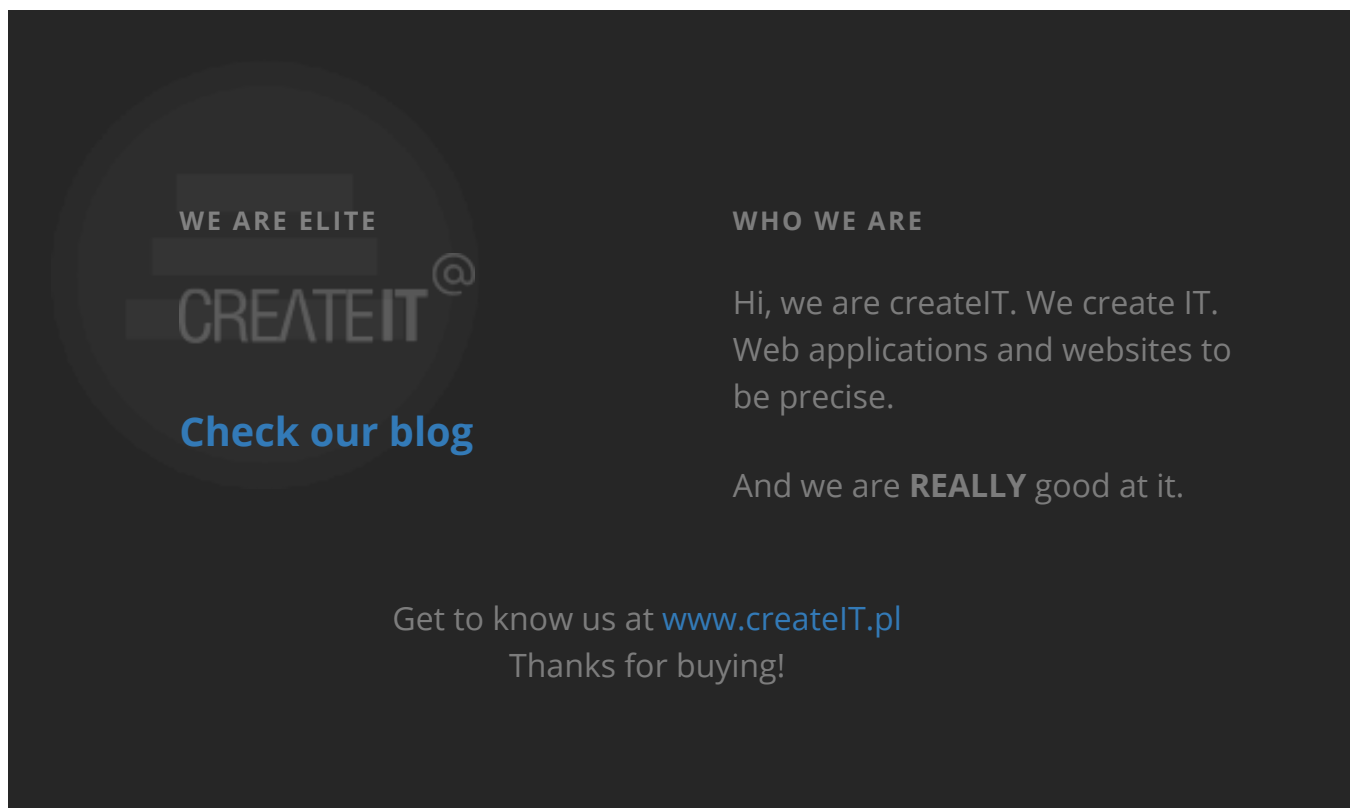 WE ARE ELITE
CREATEIT@
Check our blog
WHO WE ARE
Hi, we are createIT. We create IT.
Web applications and websites to
be precise.
And we are REALLY good at it.
Get to know us at www.createIT.pl
Thanks for buying!